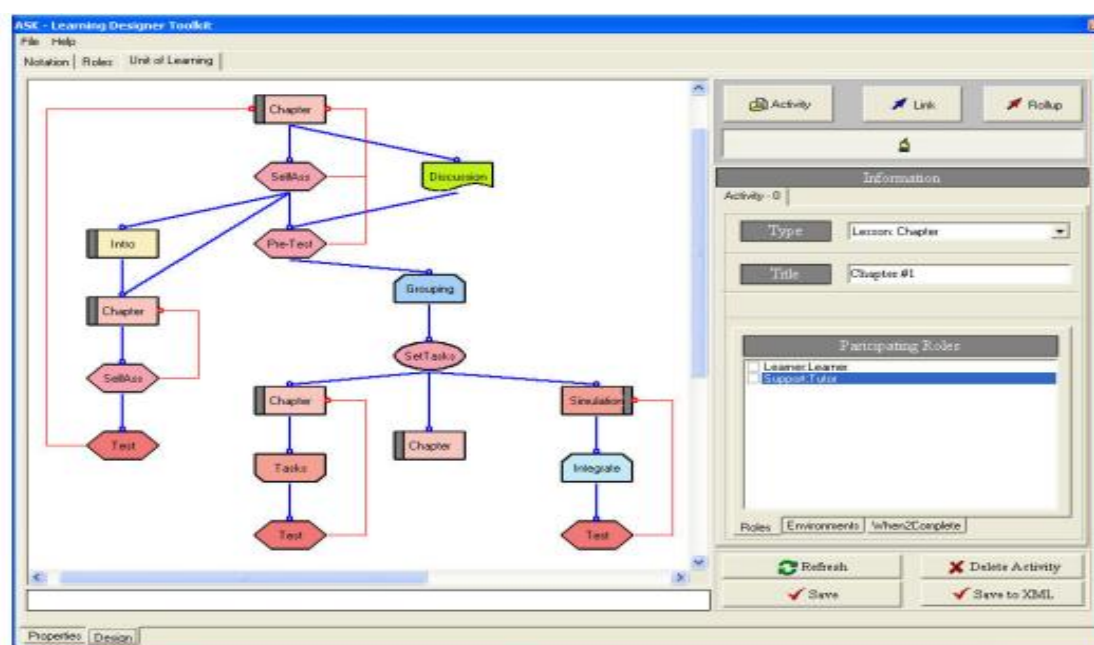 ASK - Learning Designer Toolkit
File Help
Notation Roles Unit of Learning
Chapter
SelfAss
Discussion
Intro
Pre-Test
Grouping
Chapter
SetTasks
SelfAss
Chapter
Simulation
Test
Chapter
Tasks
Integrate
Test
Test
Activity Link Rollup
Information
Activity - 0
Type Lesson: Chapter
Title Chapter #1
Participating Roles
Learner:Learner
Support:Tutor
Roles Environments When2Complete
Refresh Delete Activity
Save Save to XML
Properties Design